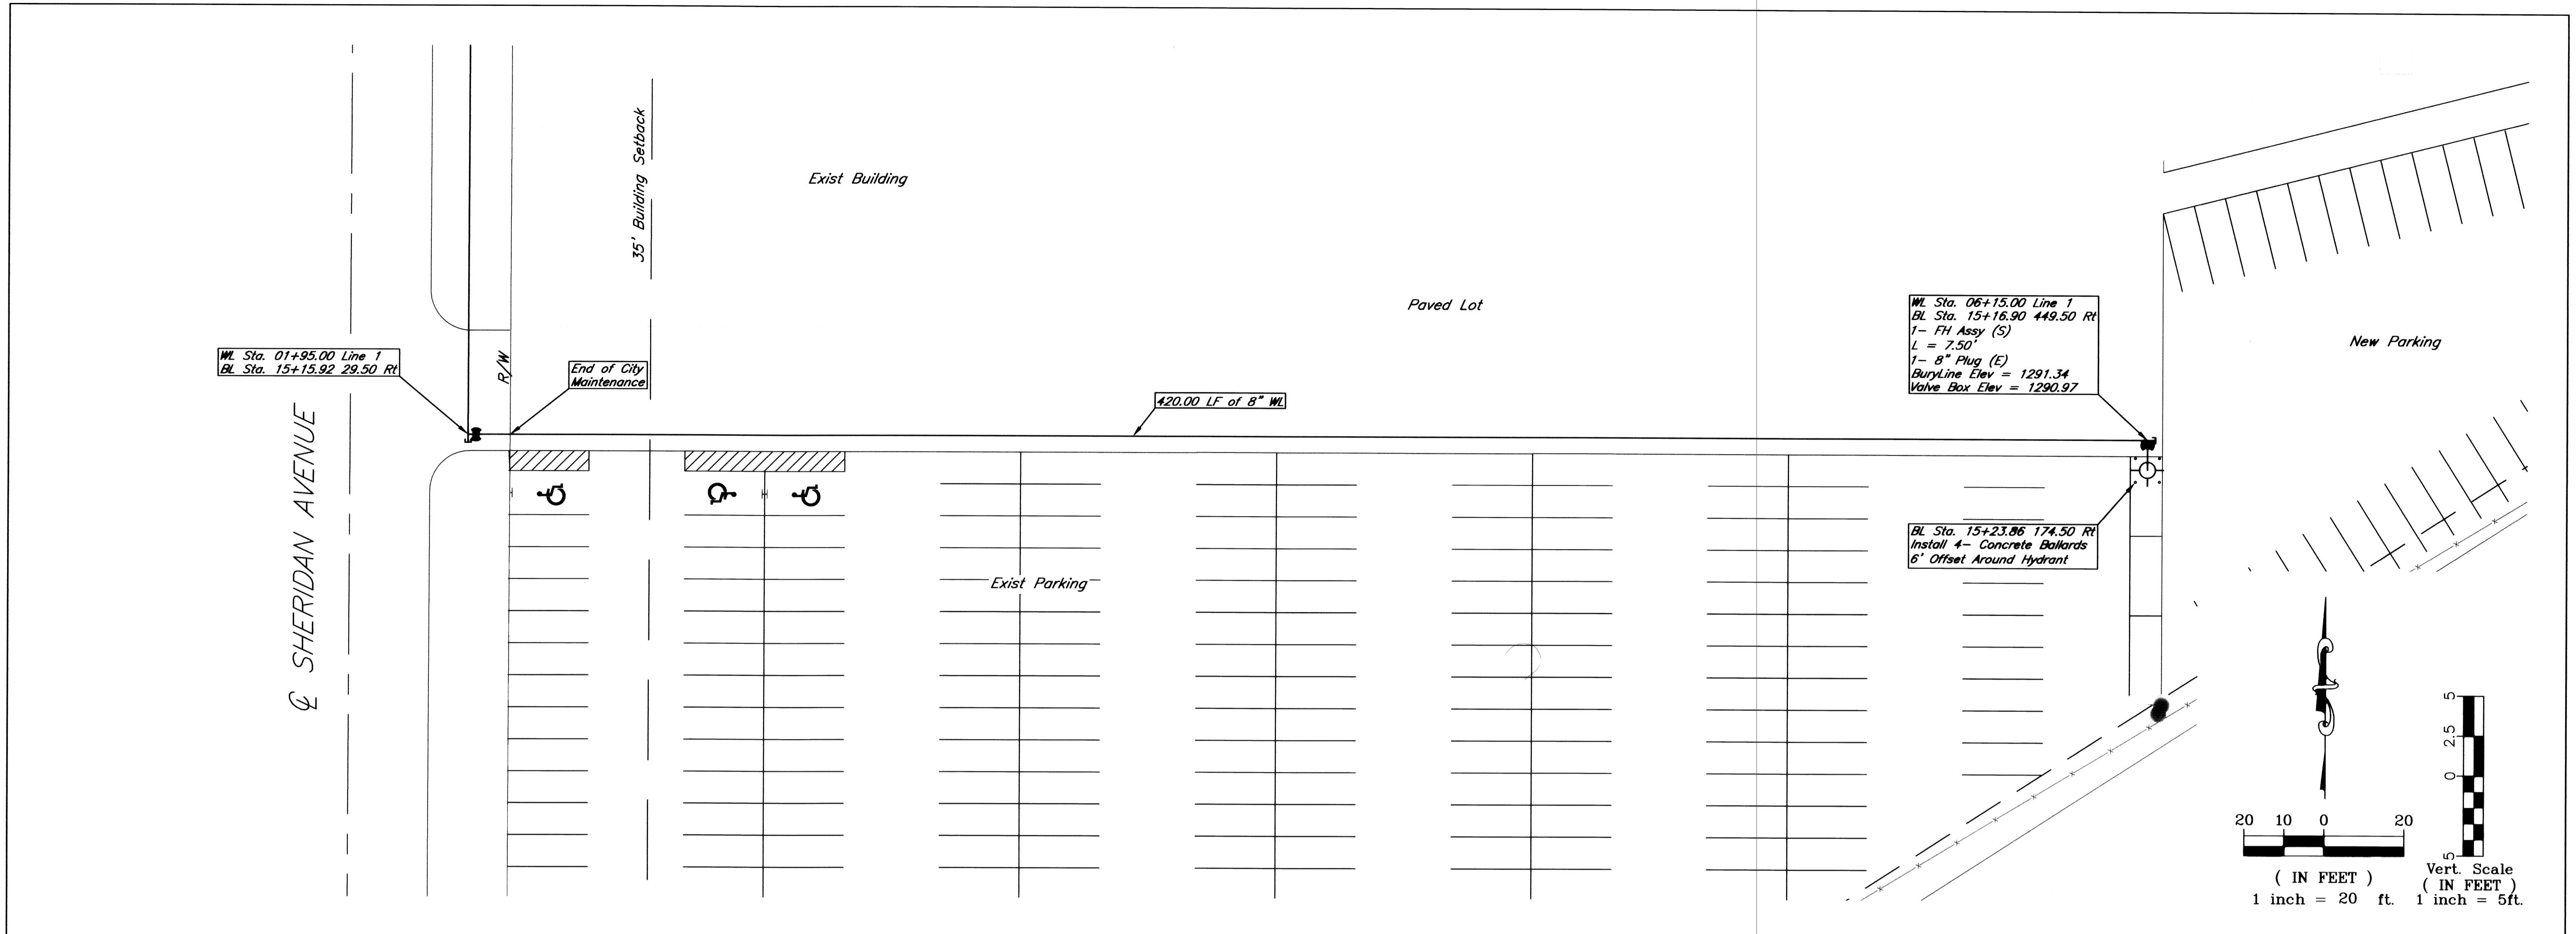 35' Building Setback
Exist Building
Paved Lot
WL Sta. 06+15.00 Line 1
BL Sta. 15+16.90 449.50 Rt
1- FH Assy (S)
L = 7.50'
1- 8" Plug (E)
BuryLine Elev = 1291.34
Valve Box Elev = 1290.97
New Parking
WL Sta. 01+95.00 Line 1
BL Sta. 15+15.92 29.50 Rt
R/W
End of City
Maintenance
420.00 LF of 8" WL
℄ SHERIDAN AVENUE
BL Sta. 15+23.86 174.50 Rt
Install 4- Concrete Ballards
6' Offset Around Hydrant
Exist Parking
20 10 0 20
( IN FEET )
1 inch = 20 ft.
5 2.5 0 5
Vert. Scale
( IN FEET )
1 inch = 5ft.